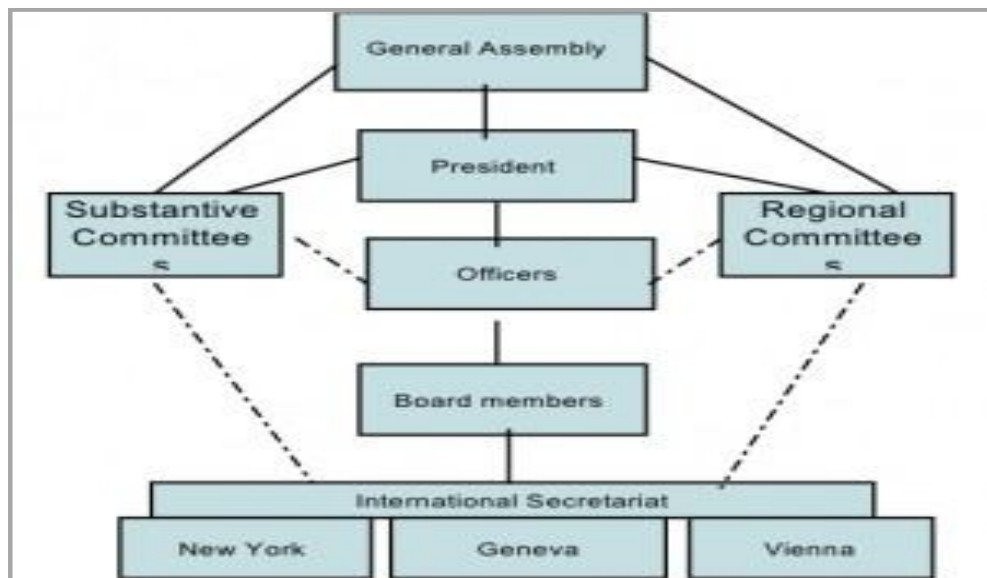 General Assembly
President
Substantive
Committee
s
Regional
Committee
s
Officers
Board members
International Secretariat
New York
Geneva
Vienna